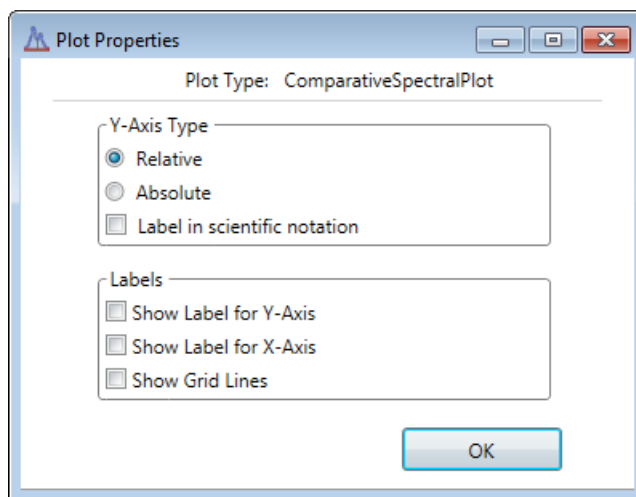 Plot Properties
Plot Type: ComparativeSpectralPlot
Y-Axis Type
Relative
Absolute
Label in scientific notation
Labels
Show Label for Y-Axis
Show Label for X-Axis
Show Grid Lines
OK